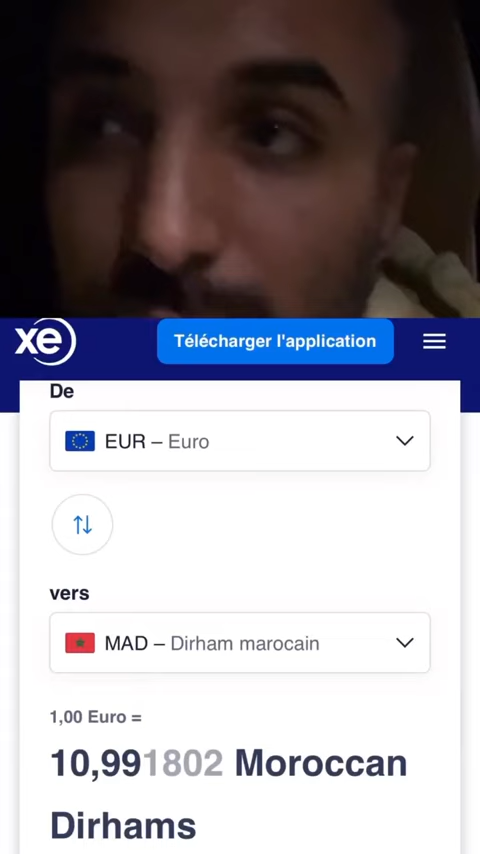 xe
Télécharger l'application
De
EUR – Euro
vers
MAD – Dirham marocain
1,00 Euro =
10,991802 Moroccan
Dirhams